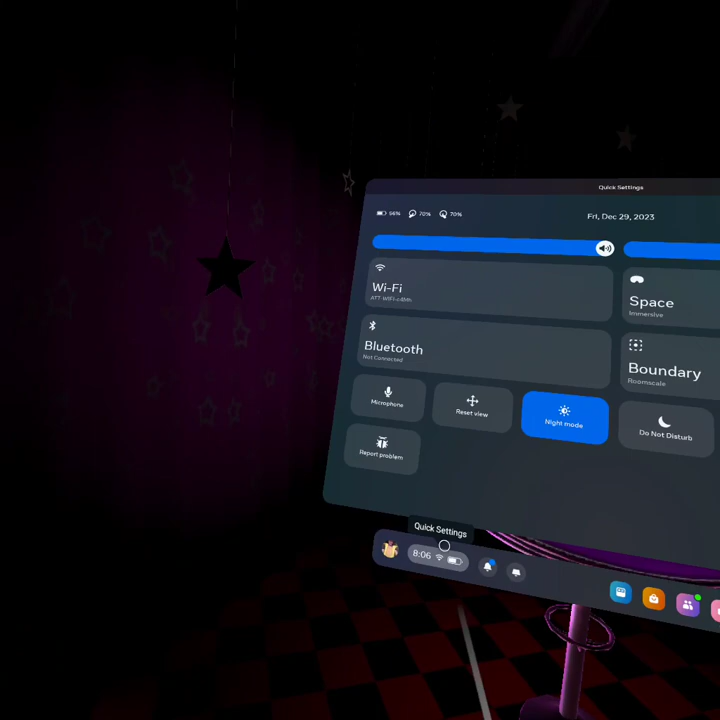 Quick Settings
56% 70% 70%
Fri, Dec 29, 2023
Wi-Fi
Space
Immersive
Bluetooth
Not Connected
Boundary
Roomscale
Microphone
Reset view
Night mode
Do Not Disturb
Report problem
Quick Settings
8:06